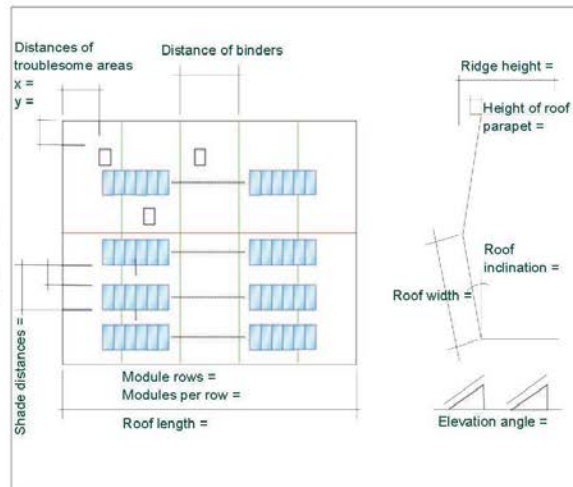 Distances of
troublesome areas
x =
y =
Distance of binders
Ridge height =
Height of roof
parapet =
Roof
inclination =
Roof width =
Shade distances =
Module rows =
Modules per row =
Roof length =
Elevation angle =